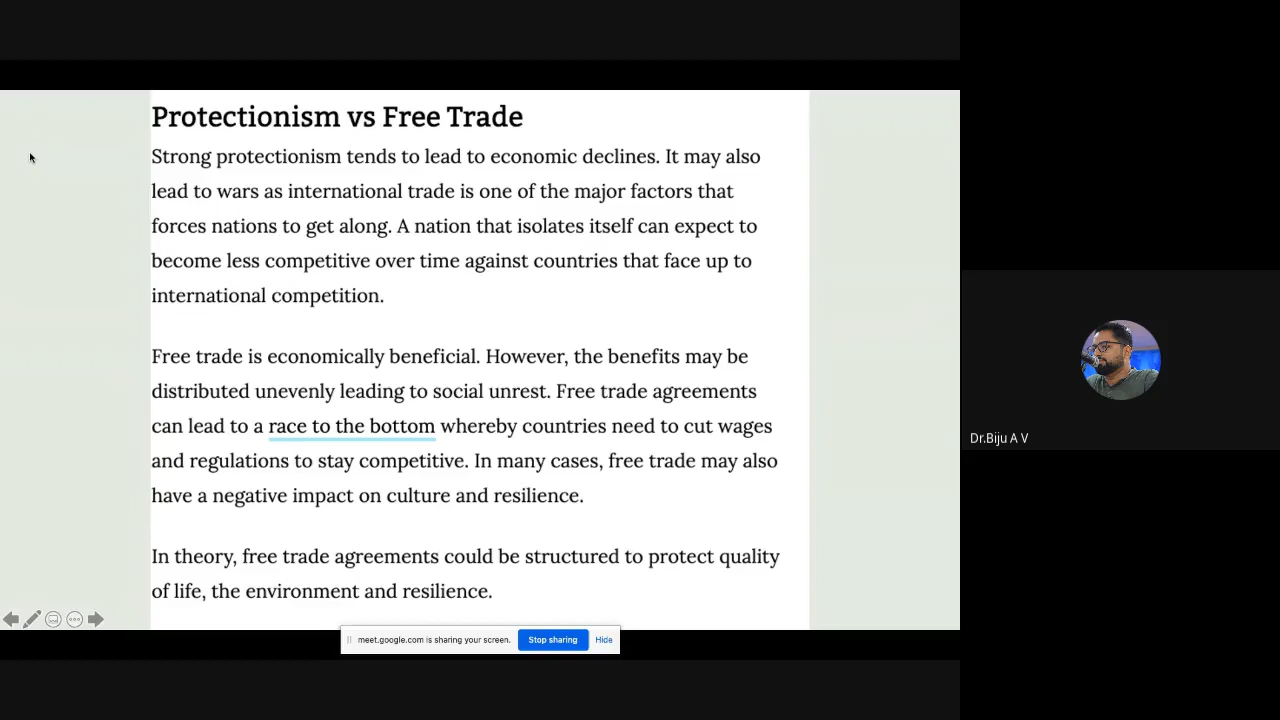 Protectionism vs Free Trade
Strong protectionism tends to lead to economic declines. It may also
lead to wars as international trade is one of the major factors that
forces nations to get along. A nation that isolates itself can expect to
become less competitive over time against countries that face up to
international competition.
Free trade is economically beneficial. However, the benefits may be
distributed unevenly leading to social unrest. Free trade agreements
can lead to a race to the bottom whereby countries need to cut wages
and regulations to stay competitive. In many cases, free trade may also
have a negative impact on culture and resilience.
In theory, free trade agreements could be structured to protect quality
of life, the environment and resilience.
meet.google.com is sharing your screen. Stop sharing Hide
Dr.Biju A V